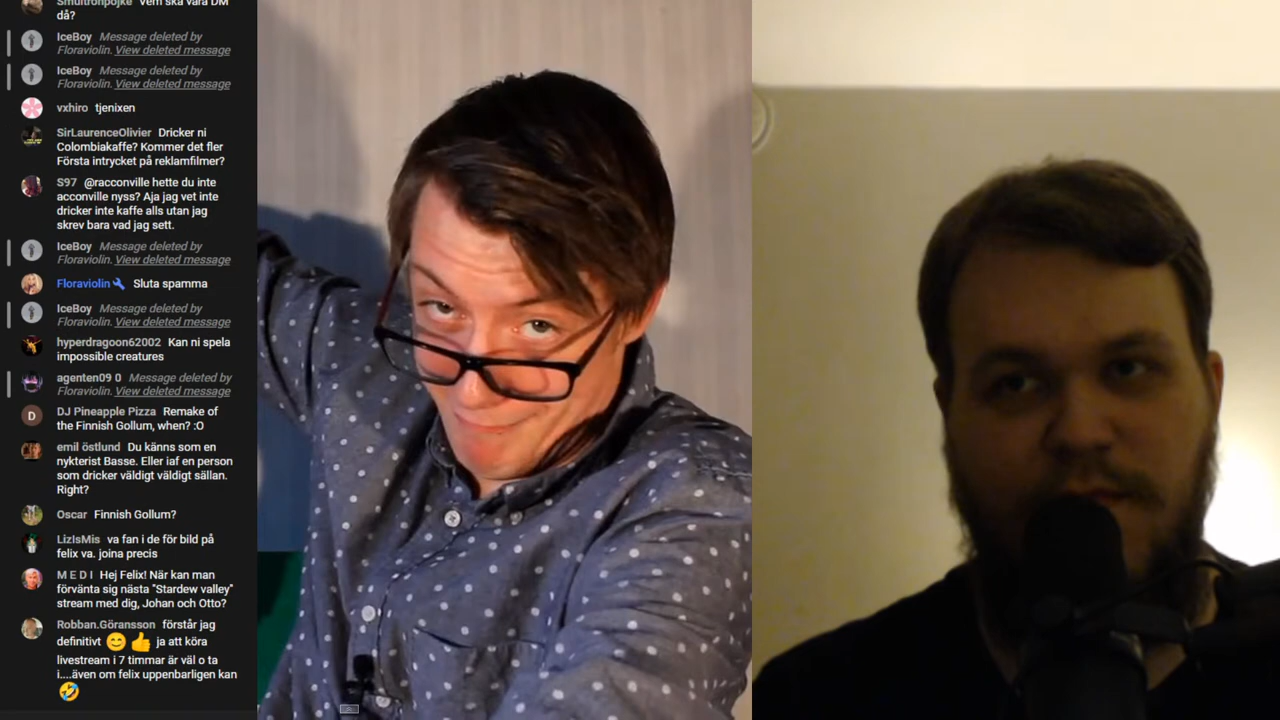 Smultronpojke Vem ska vara DM
då?
IceBoy Message deleted by
Floraviolin. View deleted message
IceBoy Message deleted by
Floraviolin. View deleted message
vxhiro tjenixen
SirLaurenceOlivier Dricker ni
Colombiakaffe? Kommer det fler
Första intrycket på reklamfilmer?
S97 @racconville hette du inte
acconville nyss? Aja jag vet inte
dricker inte kaffe alls utan jag
skrev bara vad jag sett.
IceBoy Message deleted by
Floraviolin. View deleted message
Floraviolin Sluta spamma
IceBoy Message deleted by
Floraviolin. View deleted message
hyperdragoon62002 Kan ni spela
impossible creatures
agenten09 0 Message deleted by
Floraviolin. View deleted message
D
DJ Pineapple Pizza Remake of
the Finnish Gollum, when? :O
emil östlund Du känns som en
nykterist Basse. Eller iaf en person
som dricker väldigt väldigt sällan.
Right?
Oscar Finnish Gollum?
LizIsMis va fan i de för bild på
felix va. joina precis
M E D I Hej Felix! När kan man
förvänta sig nästa "Stardew valley"
stream med dig, Johan och Otto?
Robban.Göransson förstår jag
definitivt 😊 👍 ja att köra
livestream i 7 timmar är väl o ta
i....även om felix uppenbarligen kan
🤣